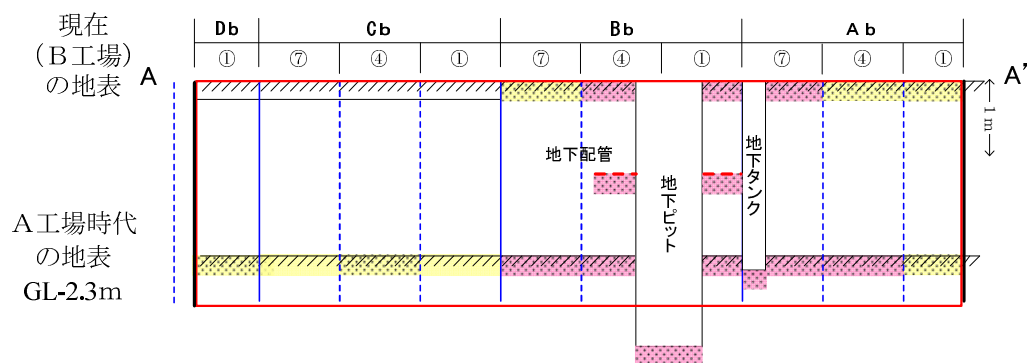 現在
(B工場)
の地表
A
A'
Db
Cb
Bb
Ab
①
⑦
④
①
⑦
④
①
⑦
④
①
1m
地下配管
地下ピット
地下タンク
A工場時代
の地表
GL-2.3m